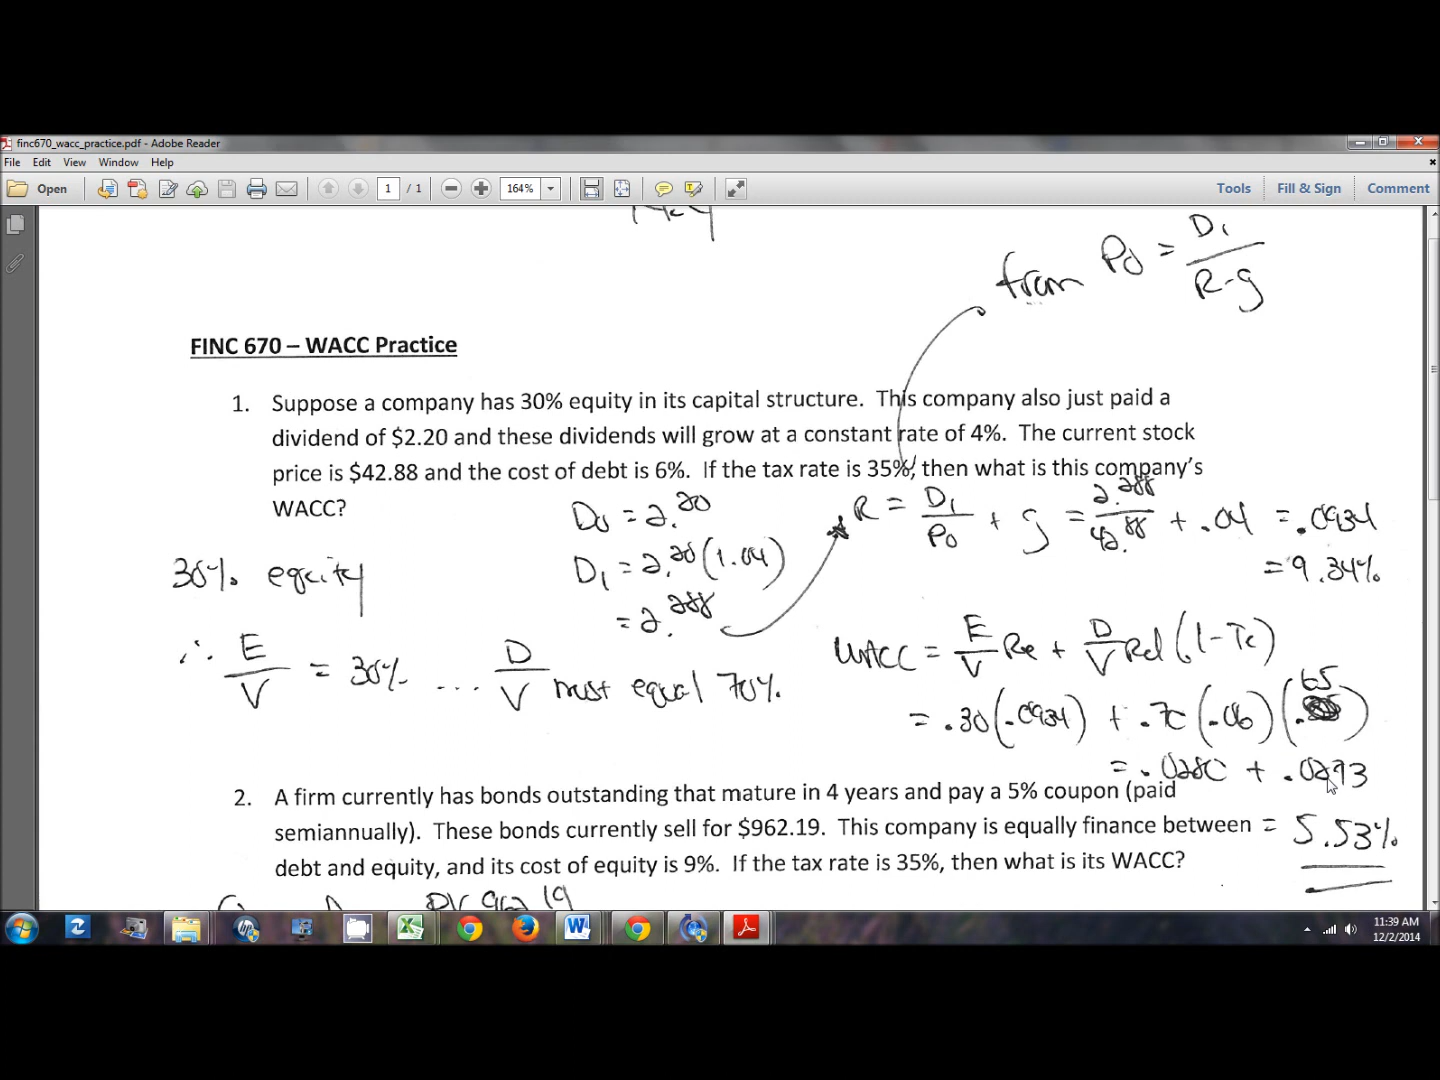 finc670_wacc_practice.pdf - Adobe Reader
File Edit View Window Help
Open 1 / 1 164% Tools Fill & Sign Comment
from P0 = D1 / R-g
FINC 670 – WACC Practice
1. Suppose a company has 30% equity in its capital structure. This company also just paid a
dividend of $2.20 and these dividends will grow at a constant rate of 4%. The current stock
price is $42.88 and the cost of debt is 6%. If the tax rate is 35%, then what is this company's
WACC?
D0 = 2.20
D1 = 2.20(1.04)
= 2.288
R = D1 / P0 + g = 2.288 / 42.88 + .04 = .0934
= 9.34%
30% equity
∴ E / V = 30% ... D / V must equal 70%.
WACC = E / V Re + D / V Rd (1-Tc)
= .30(.0934) + .70(.06)(.65)
= .0280 + .0273
= 5.53%
2. A firm currently has bonds outstanding that mature in 4 years and pay a 5% coupon (paid
semiannually). These bonds currently sell for $962.19. This company is equally finance between
debt and equity, and its cost of equity is 9%. If the tax rate is 35%, then what is its WACC?
11:39 AM
12/2/2014